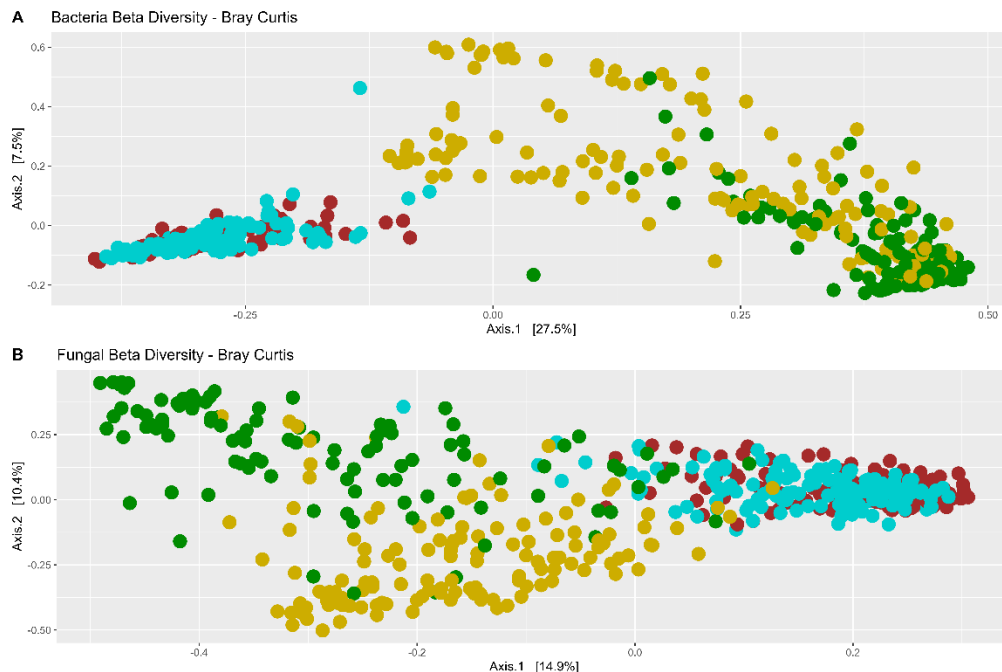 A Bacteria Beta Diversity - Bray Curtis
0.6
0.4
0.2
0.0
-0.2
Axis.2 [7.5%]
-0.25 0.00 0.25 0.50
Axis.1 [27.5%]
B Fungal Beta Diversity - Bray Curtis
0.25
0.00
-0.25
-0.50
Axis.2 [10.4%]
-0.4 -0.2 0.0 0.2
Axis.1 [14.9%]